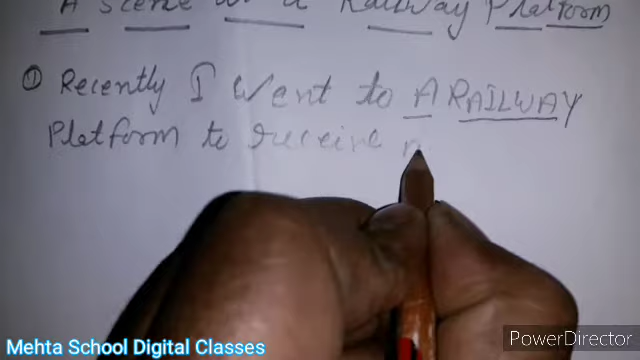 A Scene at a Railway Platform
① Recently I Went to A RAILWAY
Platform to receive
Mehta School Digital Classes
PowerDirector